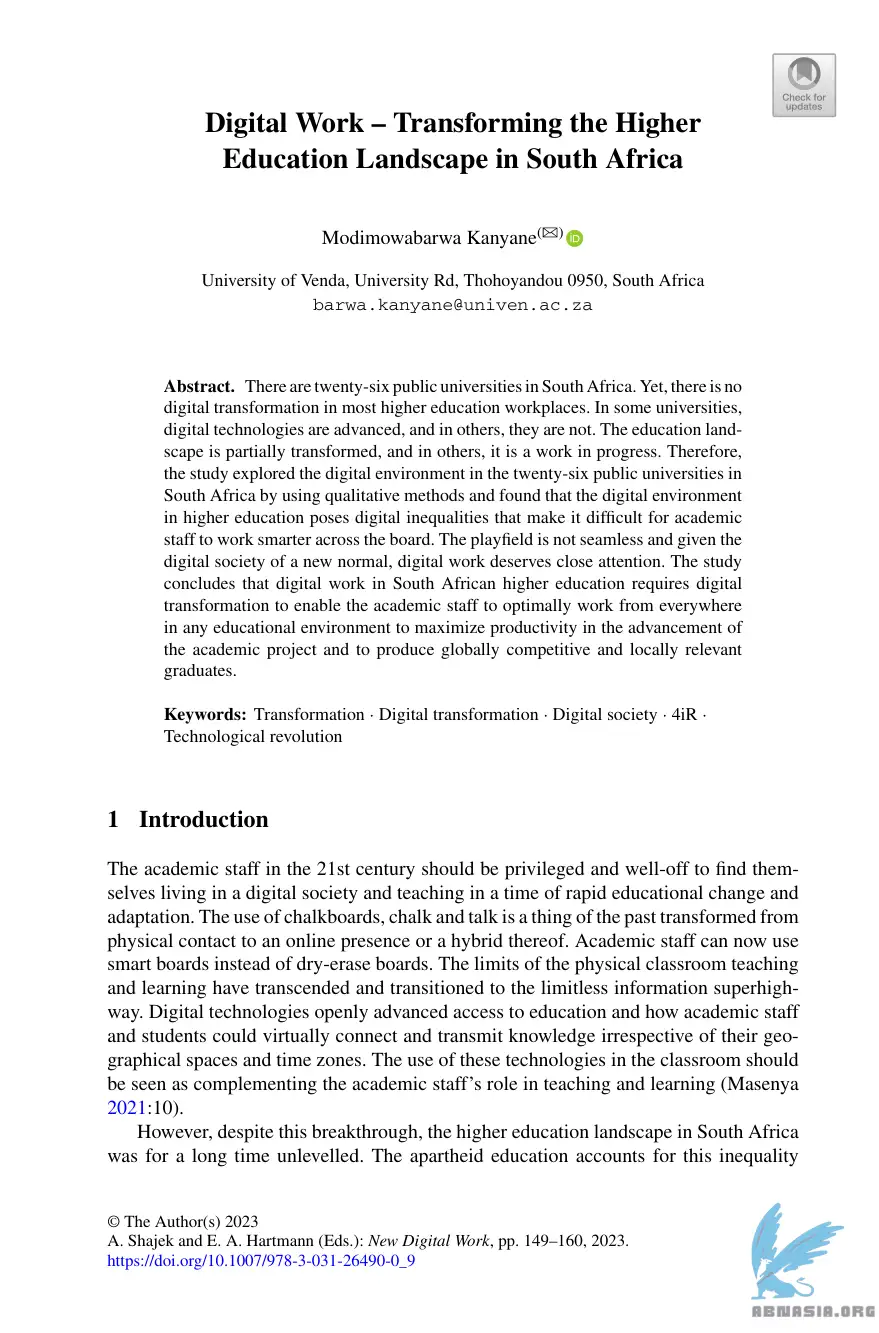 Check for
updates
Digital Work – Transforming the Higher
Education Landscape in South Africa
Modimowabarwa Kanyane(✉) iD
University of Venda, University Rd, Thohoyandou 0950, South Africa
barwa.kanyane@univen.ac.za
Abstract. There are twenty-six public universities in South Africa. Yet, there is no
digital transformation in most higher education workplaces. In some universities,
digital technologies are advanced, and in others, they are not. The education land-
scape is partially transformed, and in others, it is a work in progress. Therefore,
the study explored the digital environment in the twenty-six public universities in
South Africa by using qualitative methods and found that the digital environment
in higher education poses digital inequalities that make it difficult for academic
staff to work smarter across the board. The playfield is not seamless and given the
digital society of a new normal, digital work deserves close attention. The study
concludes that digital work in South African higher education requires digital
transformation to enable the academic staff to optimally work from everywhere
in any educational environment to maximize productivity in the advancement of
the academic project and to produce globally competitive and locally relevant
graduates.
Keywords: Transformation · Digital transformation · Digital society · 4iR ·
Technological revolution
1 Introduction
The academic staff in the 21st century should be privileged and well-off to find them-
selves living in a digital society and teaching in a time of rapid educational change and
adaptation. The use of chalkboards, chalk and talk is a thing of the past transformed from
physical contact to an online presence or a hybrid thereof. Academic staff can now use
smart boards instead of dry-erase boards. The limits of the physical classroom teaching
and learning have transcended and transitioned to the limitless information superhigh-
way. Digital technologies openly advanced access to education and how academic staff
and students could virtually connect and transmit knowledge irrespective of their geo-
graphical spaces and time zones. The use of these technologies in the classroom should
be seen as complementing the academic staff's role in teaching and learning (Masenya
2021:10).
However, despite this breakthrough, the higher education landscape in South Africa
was for a long time unlevelled. The apartheid education accounts for this inequality
© The Author(s) 2023
A. Shajek and E. A. Hartmann (Eds.): New Digital Work, pp. 149–160, 2023.
https://doi.org/10.1007/978-3-031-26490-0_9
ABNASIA.ORG